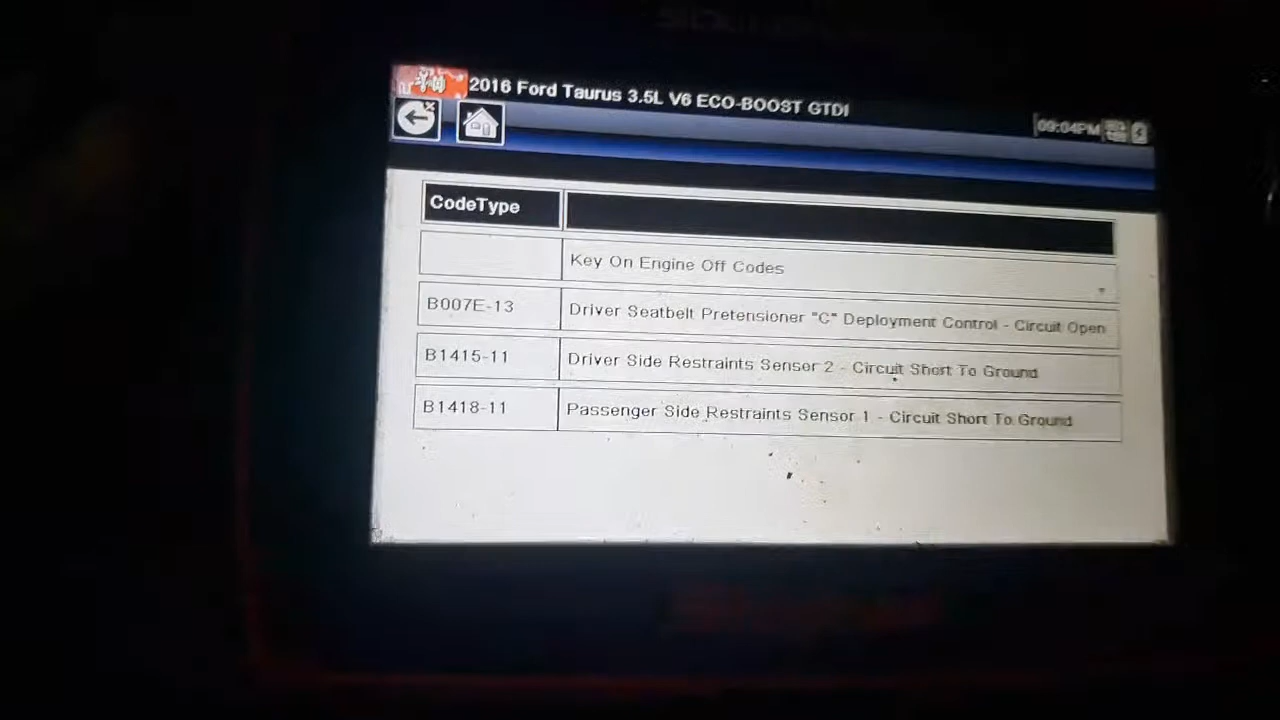 2016 Ford Taurus 3.5L V6 ECO-BOOST GTDI
09:04PM
CodeType
Key On Engine Off Codes
B007E-13 Driver Seatbelt Pretensioner "C" Deployment Control - Circuit Open
B1415-11 Driver Side Restraints Sensor 2 - Circuit Short To Ground
B1418-11 Passenger Side Restraints Sensor 1 - Circuit Short To Ground